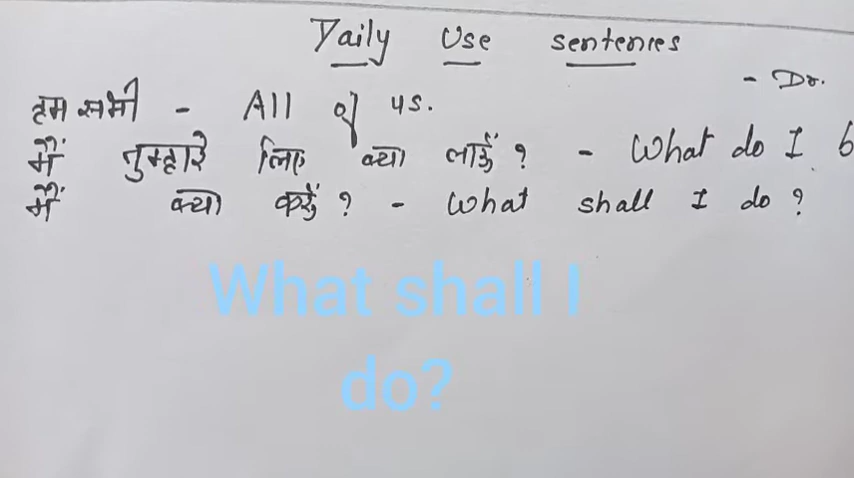 Daily Use sentences
- Dr.
हम सभी - All of us.
मैं तुम्हारे लिए क्या लाऊँ ? - What do I b
मैं क्या करूँ ? - What shall I do ?
What shall I
do?